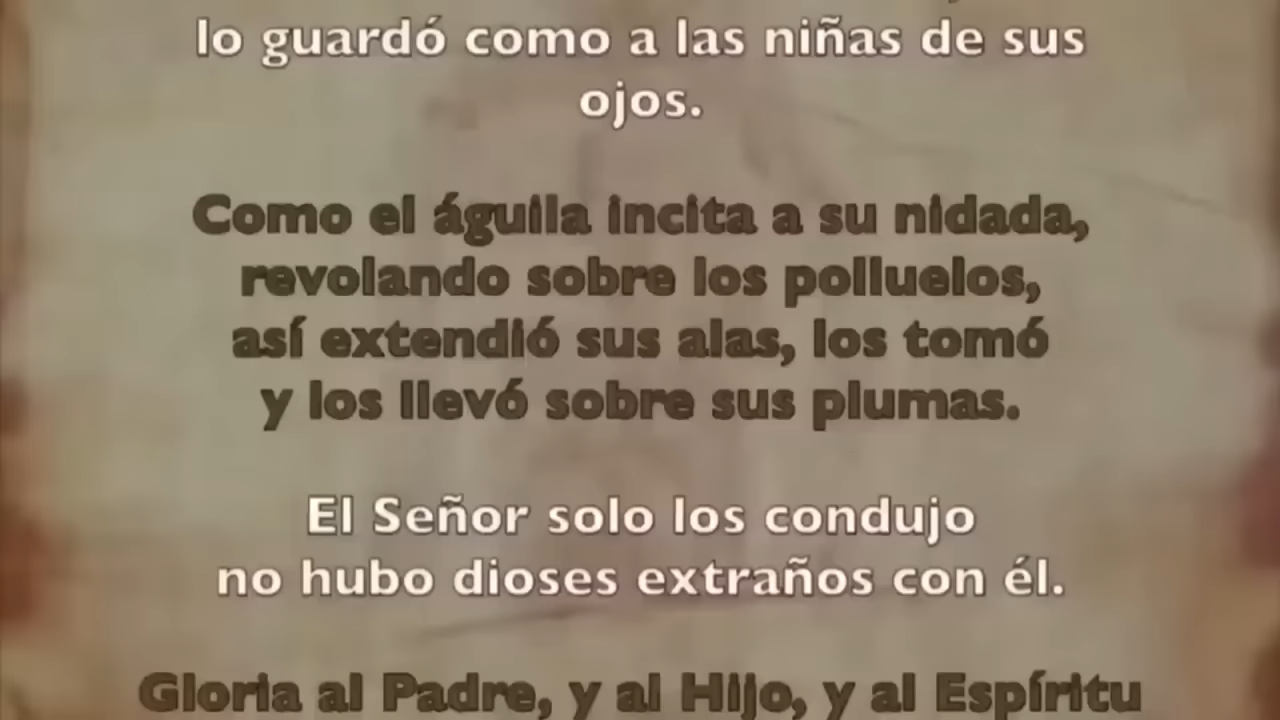 lo guardó como a las niñas de sus
ojos.
Como el águila incita a su nidada,
revolando sobre los polluelos,
así extendió sus alas, los tomó
y los llevó sobre sus plumas.
El Señor solo los condujo
no hubo dioses extraños con él.
Gloria al Padre, y al Hijo, y al Espíritu